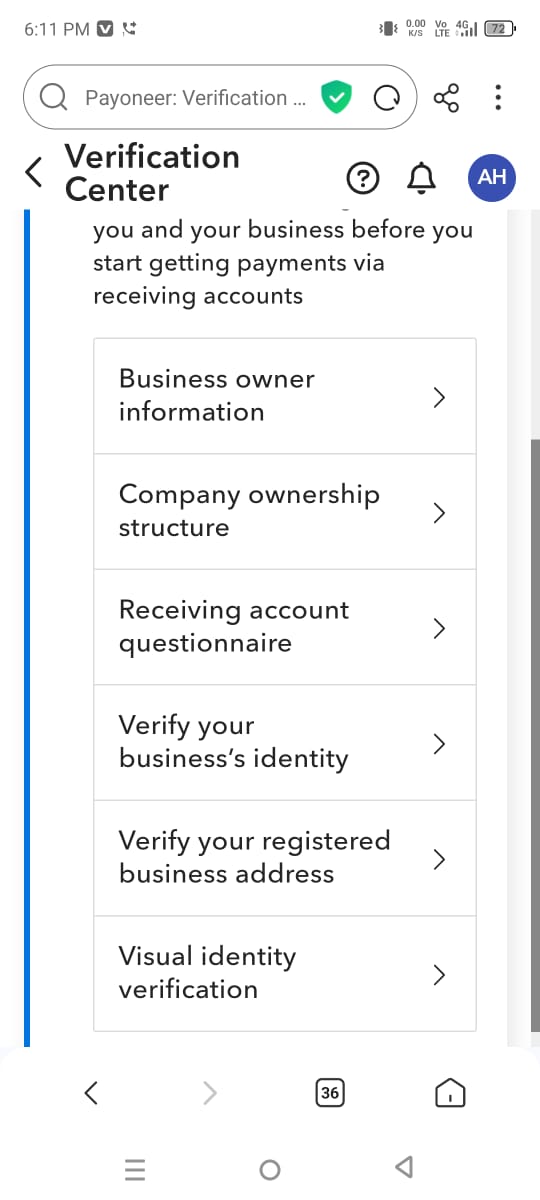 6:11 PM
0.00 K/S
Vo LTE
4G
72
Payoneer: Verification ...
Verification
Center
AH
you and your business before you
start getting payments via
receiving accounts
Business owner
information
Company ownership
structure
Receiving account
questionnaire
Verify your
business's identity
Verify your registered
business address
Visual identity
verification
36